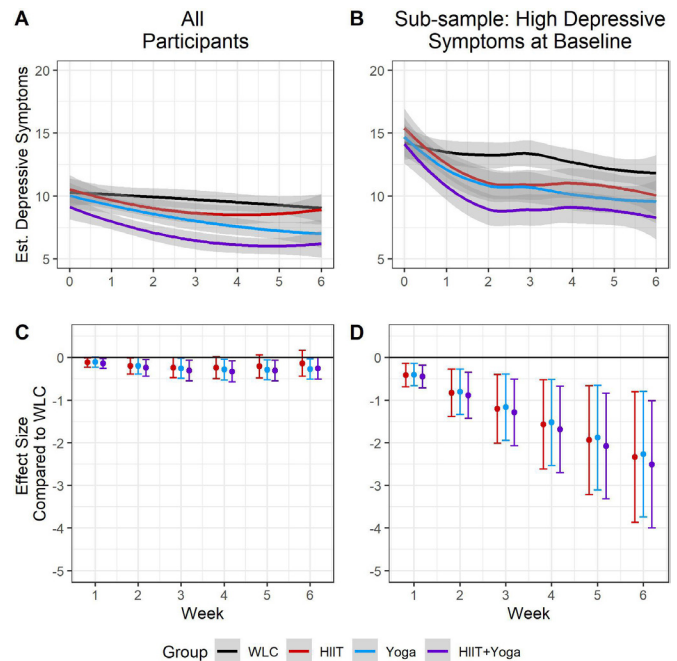 A
All
Participants
B
Sub-sample: High Depressive
Symptoms at Baseline
Est. Depressive Symptoms
20
15
10
5
0 1 2 3 4 5 6
20
15
10
5
0 1 2 3 4 5 6
C
D
Effect Size
Compared to WLC
0
-1
-2
-3
-4
-5
1 2 3 4 5 6
Week
0
-1
-2
-3
-4
-5
1 2 3 4 5 6
Week
Group WLC HIIT Yoga HIIT+Yoga